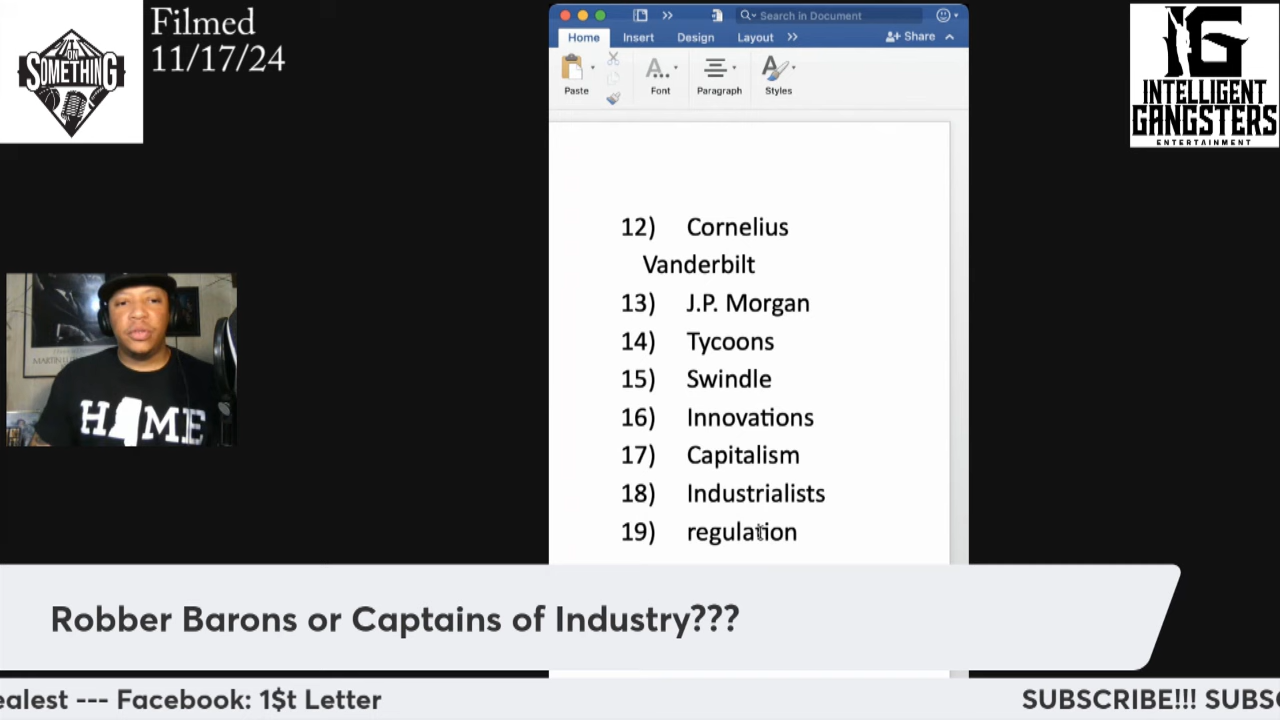 ON
SOMETHING
Filmed
11/17/24
Search in Document
Home Insert Design Layout Share
Paste Font Paragraph Styles
IG
INTELLIGENT
GANGSTERS
ENTERTAINMENT
12) Cornelius
Vanderbilt
13) J.P. Morgan
14) Tycoons
15) Swindle
16) Innovations
17) Capitalism
18) Industrialists
19) regulation
HOME
Robber Barons or Captains of Industry???
ealest --- Facebook: 1$t Letter
SUBSCRIBE!!! SUBS